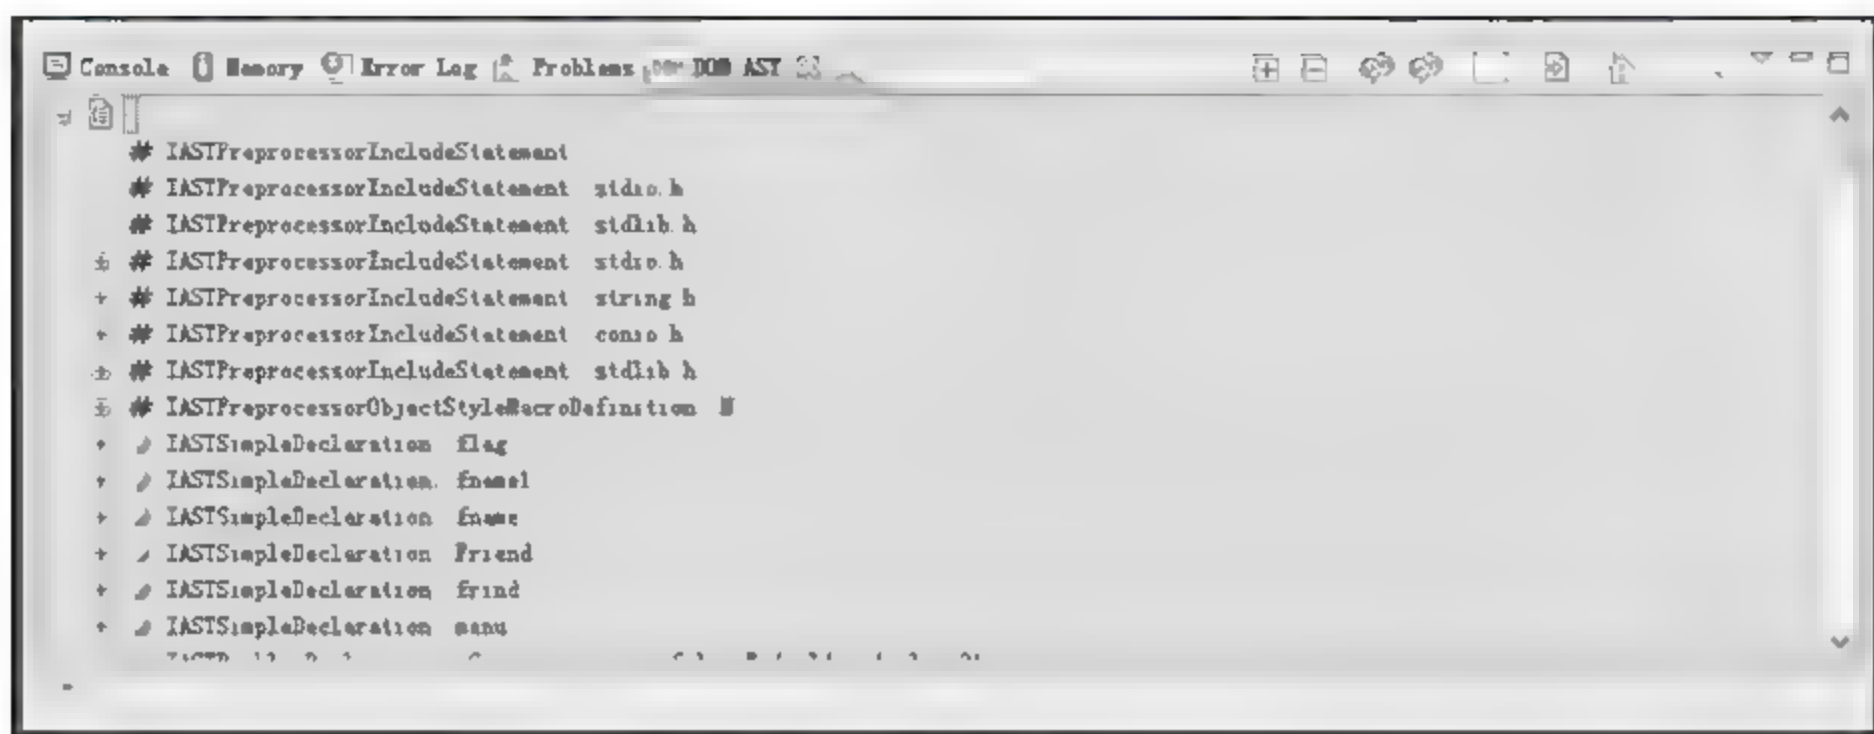 Console Memory Error Log Problems DOM AST
IASTPreprocessorIncludeStatement
IASTPreprocessorIncludeStatement stdio.h
IASTPreprocessorIncludeStatement stdlib.h
IASTPreprocessorIncludeStatement stdio.h
IASTPreprocessorIncludeStatement string.h
IASTPreprocessorIncludeStatement conio.h
IASTPreprocessorIncludeStatement stdlib.h
IASTPreprocessorObjectStyleMacroDefinition
IASTSimpleDeclaration flag
IASTSimpleDeclaration fname1
IASTSimpleDeclaration fname
IASTSimpleDeclaration Friend
IASTSimpleDeclaration frind
IASTSimpleDeclaration menu